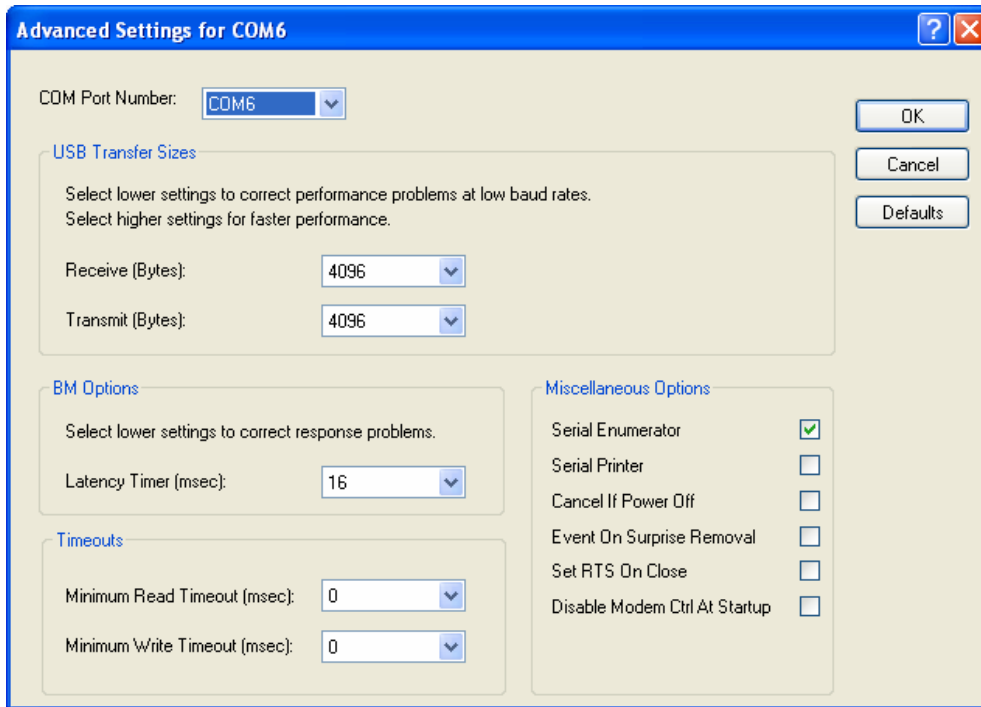 Advanced Settings for COM6
COM Port Number: COM6
OK
Cancel
Defaults
USB Transfer Sizes
Select lower settings to correct performance problems at low baud rates.
Select higher settings for faster performance.
Receive (Bytes): 4096
Transmit (Bytes): 4096
BM Options
Select lower settings to correct response problems.
Latency Timer (msec): 16
Timeouts
Minimum Read Timeout (msec): 0
Minimum Write Timeout (msec): 0
Miscellaneous Options
Serial Enumerator
Serial Printer
Cancel If Power Off
Event On Surprise Removal
Set RTS On Close
Disable Modem Ctrl At Startup